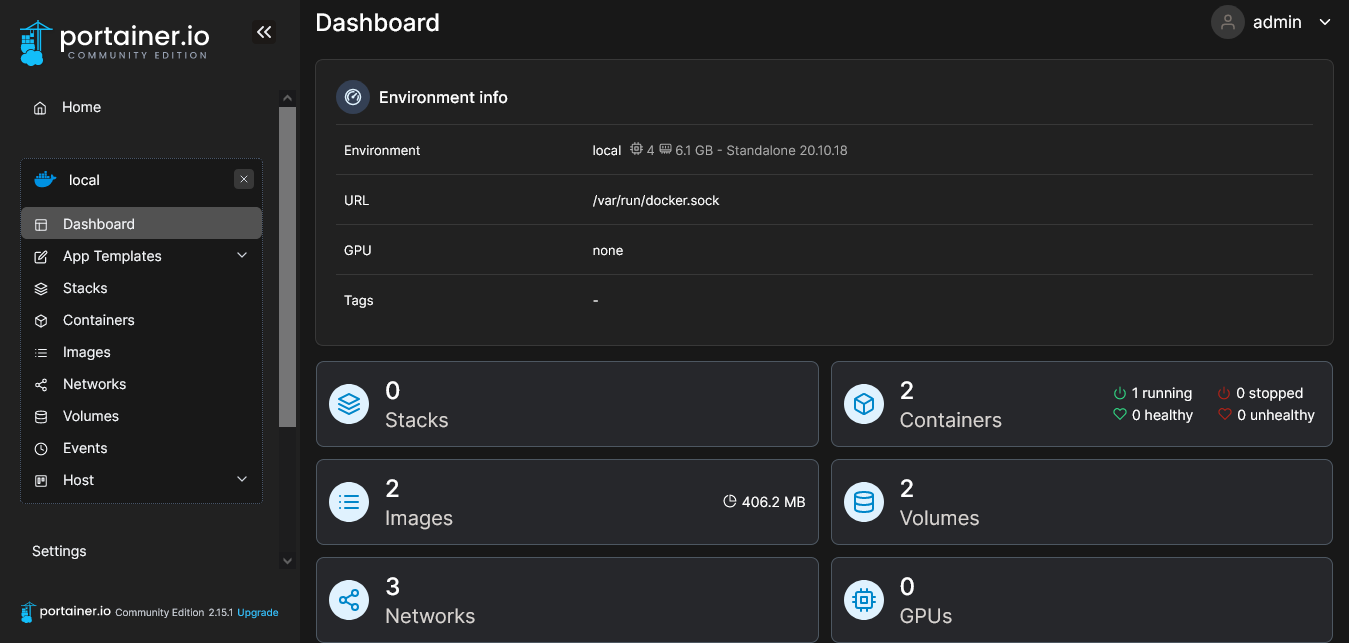 portainer.io
COMMUNITY EDITION
Home
local
Dashboard
App Templates
Stacks
Containers
Images
Networks
Volumes
Events
Host
Settings
portainer.io Community Edition 2.15.1 Upgrade
Dashboard
admin
Environment info
Environment local 4 6.1 GB - Standalone 20.10.18
URL /var/run/docker.sock
GPU none
Tags -
0
Stacks
2
Containers
1 running 0 stopped
0 healthy 0 unhealthy
2
Images
406.2 MB
2
Volumes
3
Networks
0
GPUs